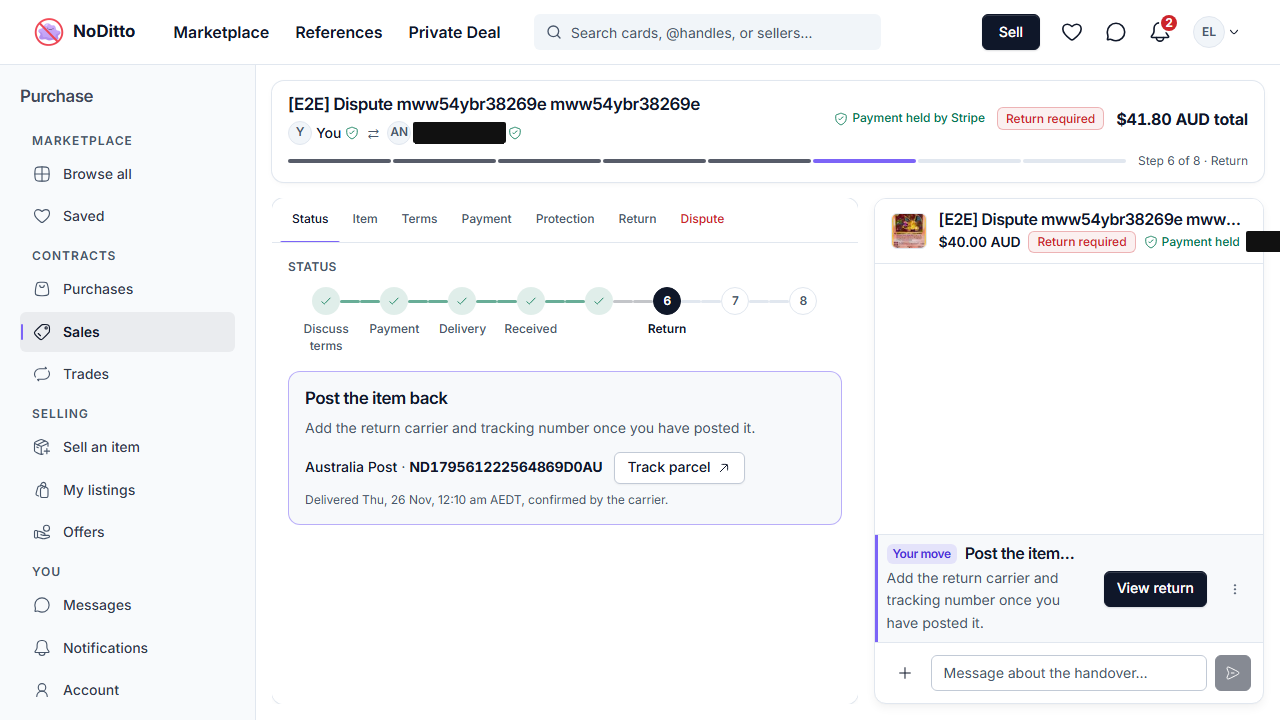 NoDitto
Marketplace
References
Private Deal
Search cards, @handles, or sellers...
Sell
2
EL
Purchase
MARKETPLACE
Browse all
Saved
CONTRACTS
Purchases
Sales
Trades
SELLING
Sell an item
My listings
Offers
YOU
Messages
Notifications
Account
[E2E] Dispute mww54ybr38269e mww54ybr38269e
Y You
AN
Payment held by Stripe
Return required
$41.80 AUD total
Step 6 of 8 · Return
Status
Item
Terms
Payment
Protection
Return
Dispute
STATUS
6
7
8
Discuss terms
Payment
Delivery
Received
Return
Post the item back
Add the return carrier and tracking number once you have posted it.
Australia Post · ND179561222564869D0AU
Track parcel
Delivered Thu, 26 Nov, 12:10 am AEDT, confirmed by the carrier.
[E2E] Dispute mww54ybr38269e mww...
$40.00 AUD
Return required
Payment held
Your move
Post the item...
Add the return carrier and
tracking number once you
have posted it.
View return
Message about the handover...